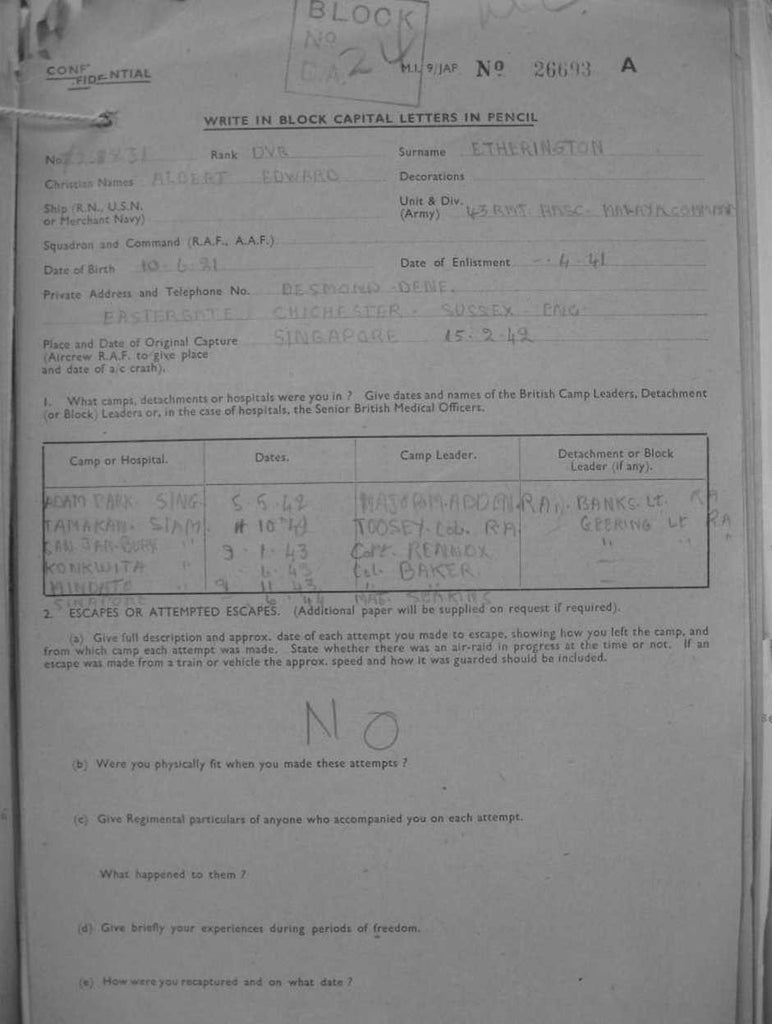 BLOCK
No
C.A. 24
CONFIDENTIAL
M.I. 9/JAP No 26693 A
WRITE IN BLOCK CAPITAL LETTERS IN PENCIL
No. Rank DVR Surname ETHERINGTON
Christian Names ALBERT EDWARD Decorations
Ship (R.N., U.S.N. or Merchant Navy)
Unit & Div. (Army) RASC. MALAYA COMMAND
Squadron and Command (R.A.F., A.A.F.)
Date of Birth 10.6.21 Date of Enlistment - . 4 . 41
Private Address and Telephone No. DESMOND DENE.
EASTERGATE CHICHESTER. SUSSEX. ENG.
Place and Date of Original Capture SINGAPORE 15.2.42
(Aircrew R.A.F. to give place
and date of a/c crash).
1. What camps, detachments or hospitals were you in ? Give dates and names of the British Camp Leaders, Detachment
(or Block) Leaders or, in the case of hospitals, the Senior British Medical Officers.
Camp or Hospital. Dates. Camp Leader. Detachment or Block
Leader (if any).
ADAM PARK. SING 5.5.42 MAJOR RA. BANKS. LT. RA
TAMAKAN. SIAM TOOSEY. COL. RA GEERING LT RA
" 9.1.43 CAPT. RENNOX " "
KONKWITA " COL. BAKER
43 " "
SINGAPORE 44 MAJ.
2. ESCAPES OR ATTEMPTED ESCAPES. (Additional paper will be supplied on request if required).
(a) Give full description and approx. date of each attempt you made to escape, showing how you left the camp, and
from which camp each attempt was made. State whether there was an air-raid in progress at the time or not. If an
escape was made from a train or vehicle the approx. speed and how it was guarded should be included.
NO
(b) Were you physically fit when you made these attempts ?
(c) Give Regimental particulars of anyone who accompanied you on each attempt.
What happened to them ?
(d) Give briefly your experiences during periods of freedom.
(e) How were you recaptured and on what date ?